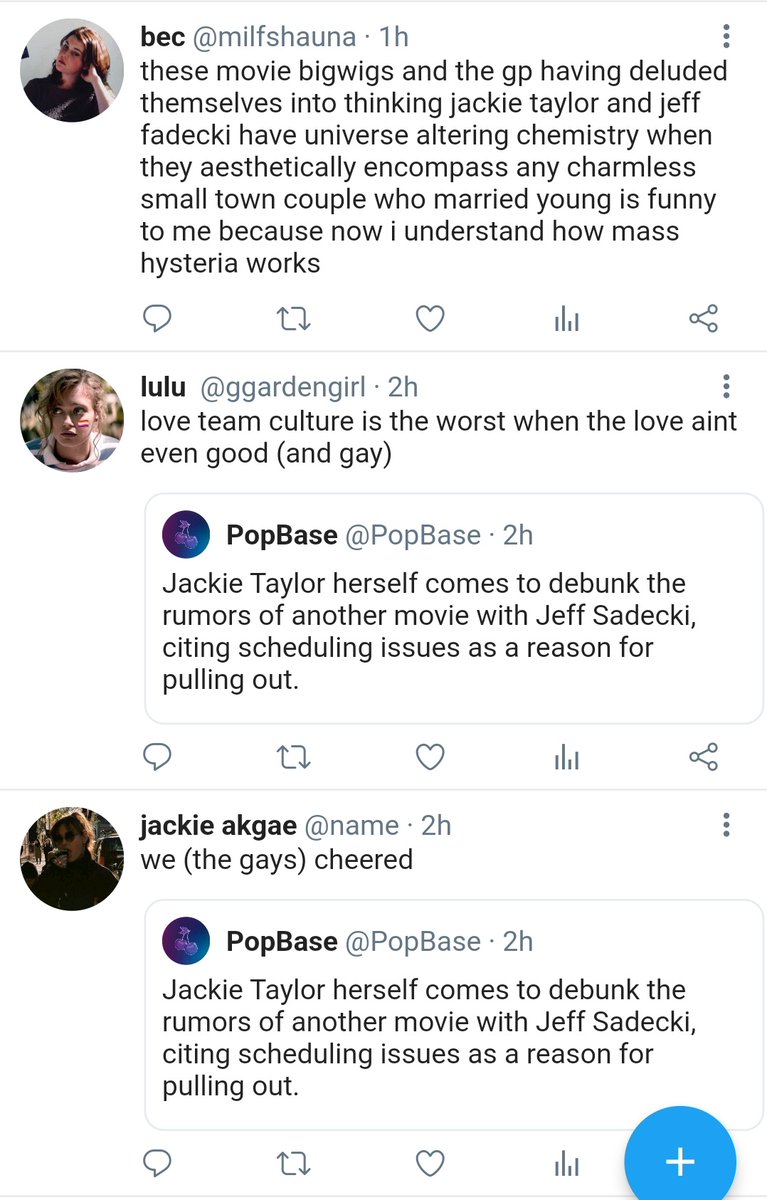 bec @milfshauna · 1h
these movie bigwigs and the gp having deluded
themselves into thinking jackie taylor and jeff
fadecki have universe altering chemistry when
they aesthetically encompass any charmless
small town couple who married young is funny
to me because now i understand how mass
hysteria works
lulu @ggardengirl · 2h
love team culture is the worst when the love aint
even good (and gay)
PopBase @PopBase · 2h
Jackie Taylor herself comes to debunk the
rumors of another movie with Jeff Sadecki,
citing scheduling issues as a reason for
pulling out.
jackie akgae @name · 2h
we (the gays) cheered
PopBase @PopBase · 2h
Jackie Taylor herself comes to debunk the
rumors of another movie with Jeff Sadecki,
citing scheduling issues as a reason for
pulling out.